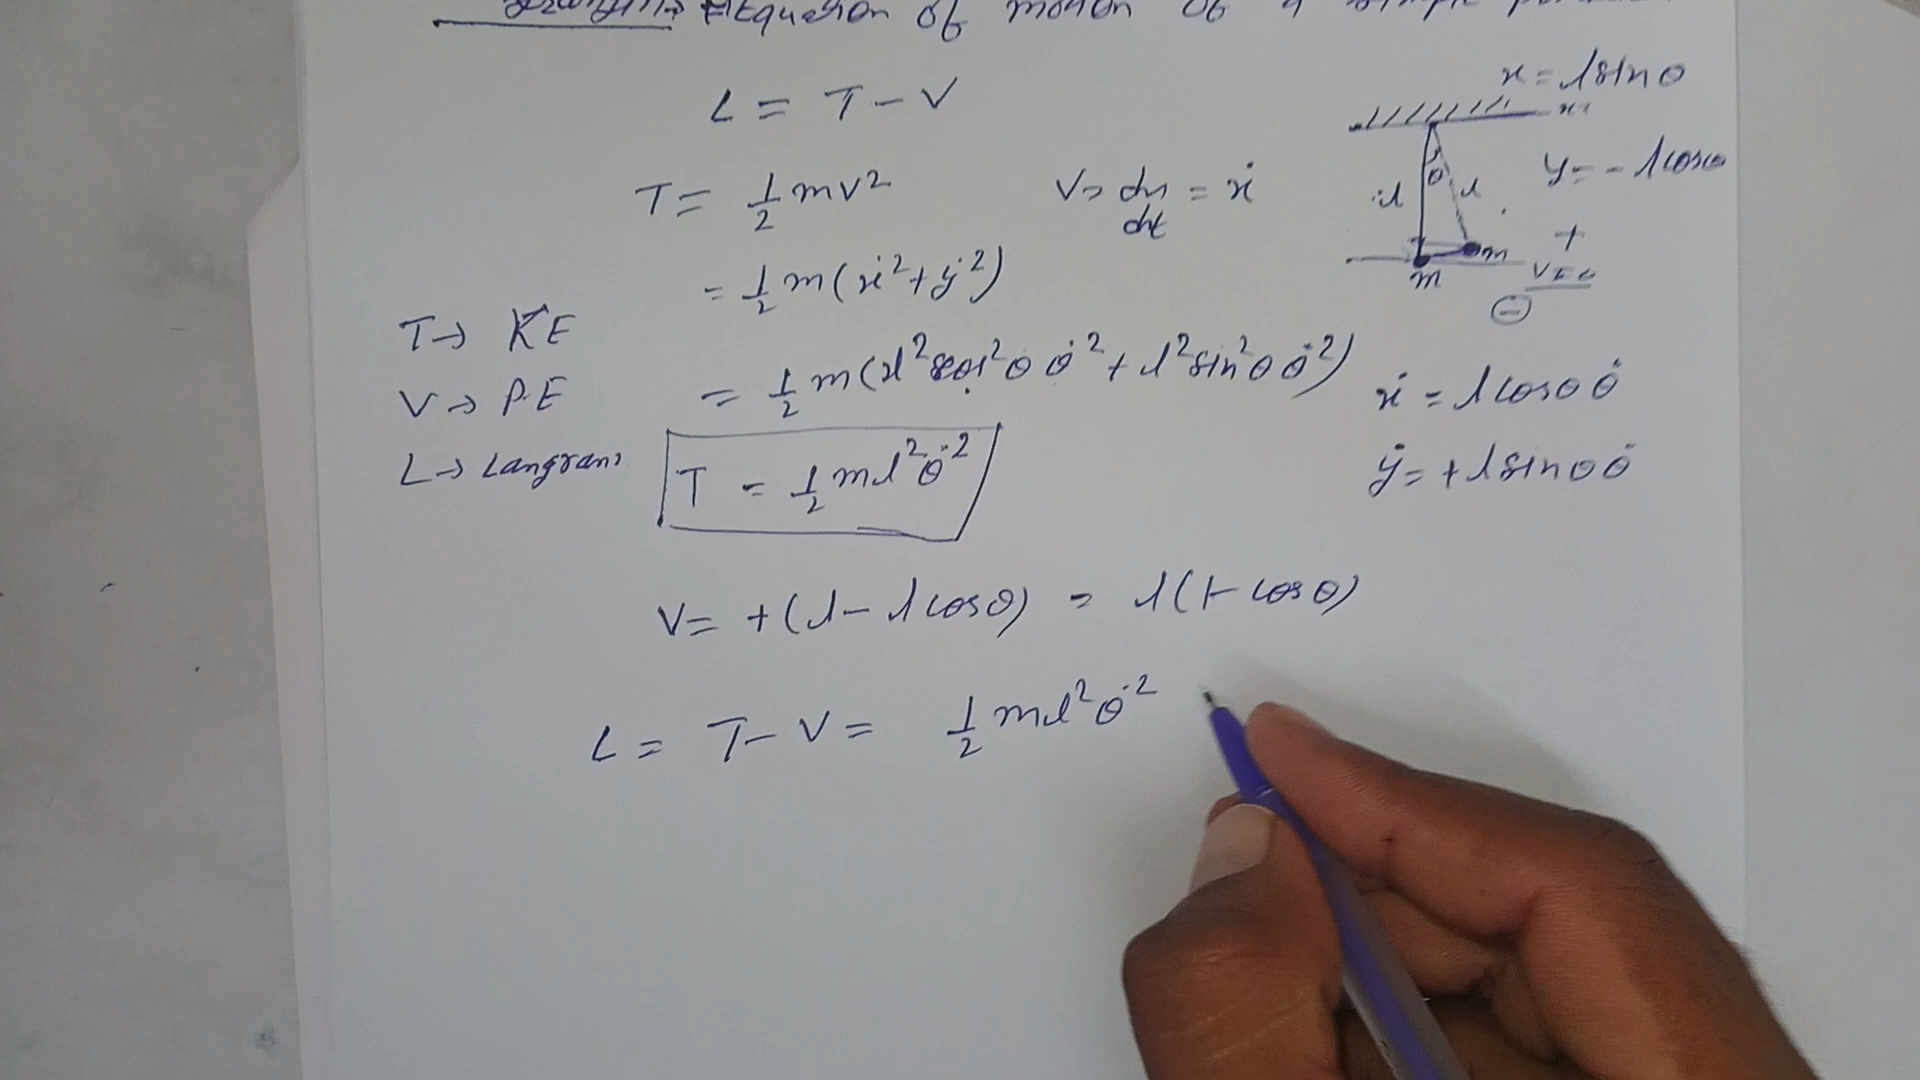 Equation of motion of a simple
L = T - V
x = l sin θ
T = 1/2 mv²
V = dx/dt = ẋ
y = - l cos θ
l θ l
= 1/2 m(ẋ² + ẏ²)
m m
+
⊖
T → KE
V → P.E
= 1/2 m(l² cos² θ θ̇² + l² sin² θ θ̇²)
ẋ = l cos θ θ̇
L →
T = 1/2 ml² θ̇²
ẏ = + l sin θ θ̇
V = + (l - l cos θ) = l(1 - cos θ)
L = T - V = 1/2 ml² θ̇²